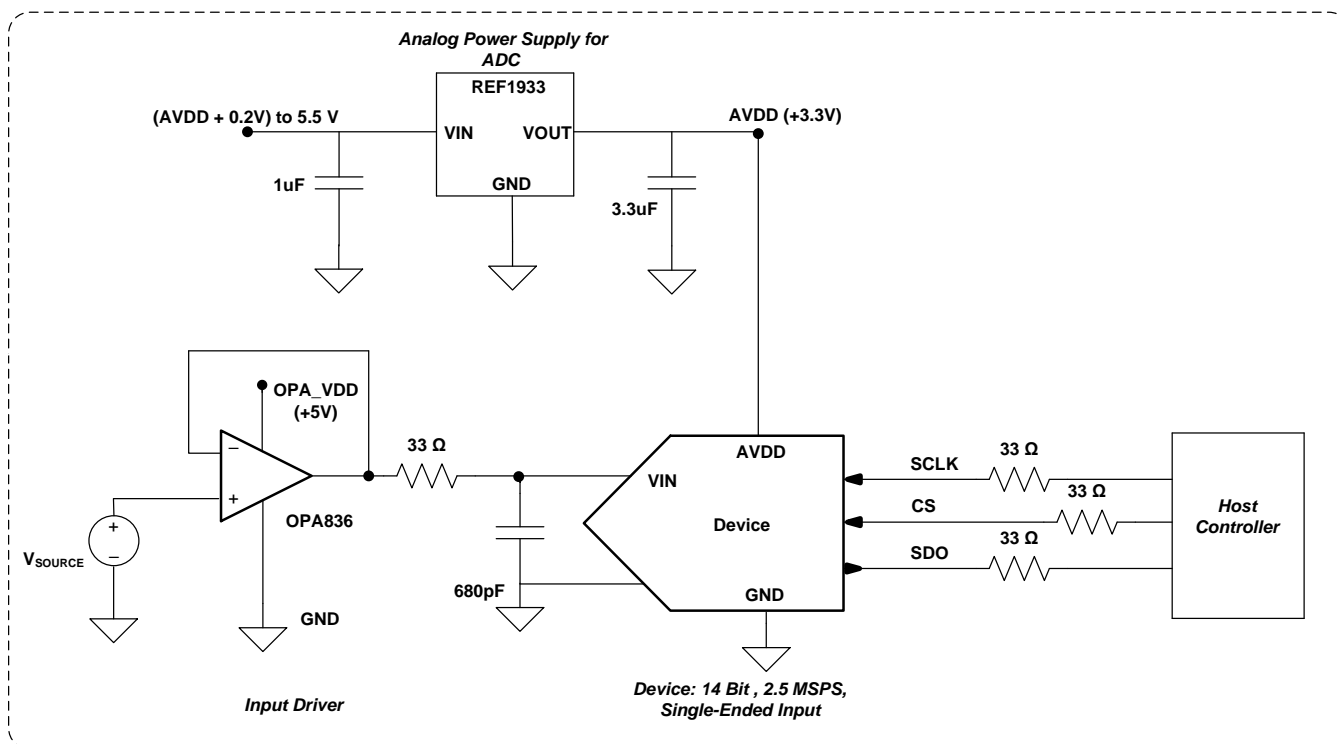 Analog Power Supply for
ADC
REF1933
(AVDD + 0.2V) to 5.5 V
VIN
VOUT
AVDD (+3.3V)
GND
1uF
3.3uF
OPA_VDD
(+5V)
33 Ω
−
+
OPA836
+
−
VSOURCE
GND
680pF
Input Driver
AVDD
VIN
Device
GND
SCLK
33 Ω
CS
33 Ω
SDO
33 Ω
Host
Controller
Device: 14 Bit , 2.5 MSPS,
Single-Ended Input